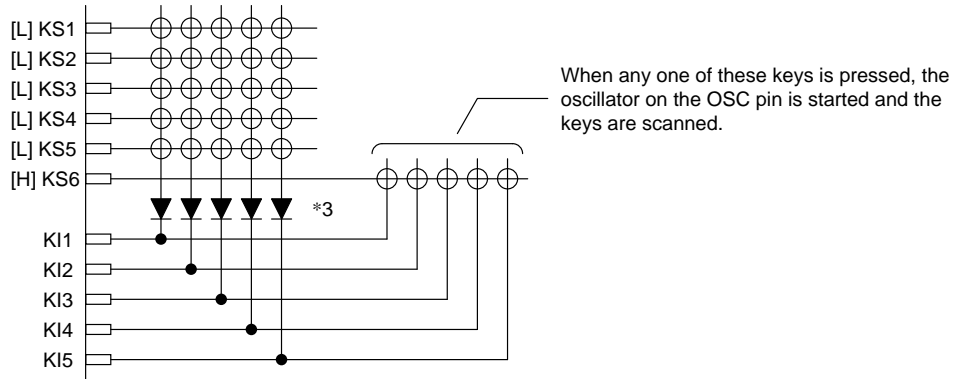 [L] KS1
[L] KS2
[L] KS3
[L] KS4
[L] KS5
[H] KS6
When any one of these keys is pressed, the
oscillator on the OSC pin is started and the
keys are scanned.
*3
KI1
KI2
KI3
KI4
KI5